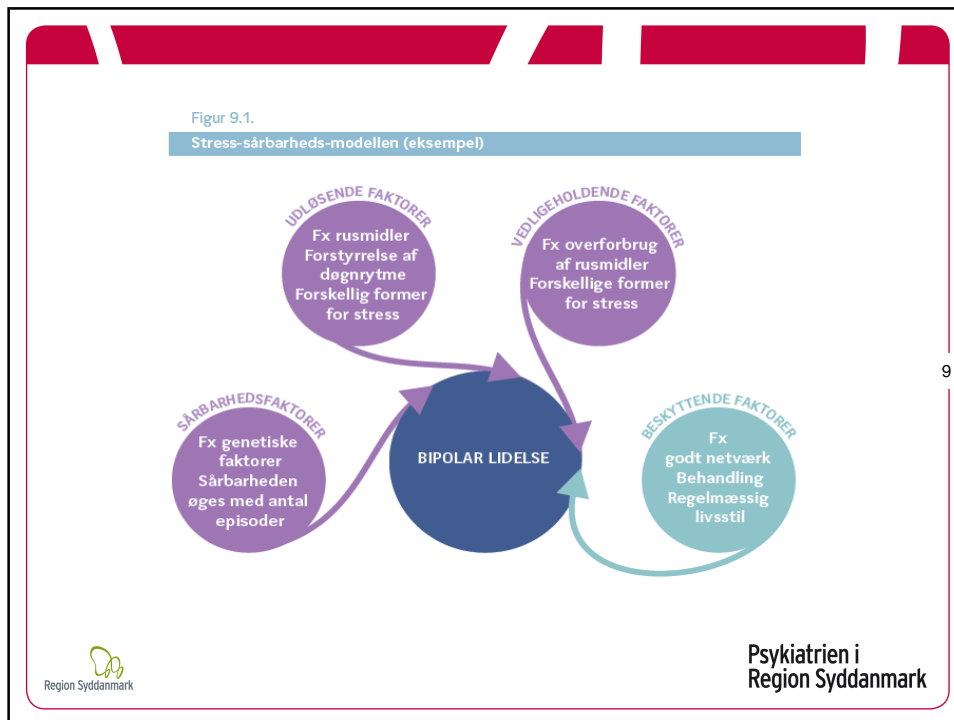 Figur 9.1.
Stress-sårbarheds-modellen (eksempel)
UDLØSENDE FAKTORER
Fx rusmidler
Forstyrrelse af
døgnrytme
Forskellig former
for stress
VEDLIGEHOLDENDE FAKTORER
Fx overforbrug
af rusmidler
Forskellige former
for stress
9
SÅRBARHEDSFAKTORER
Fx genetiske
faktorer
Sårbarheden
øges med antal
episoder
BIPOLAR LIDELSE
BESKYTTENDE FAKTORER
Fx
godt netværk
Behandling
Regelmæssig
livsstil
Region Syddanmark
Psykiatrien i
Region Syddanmark